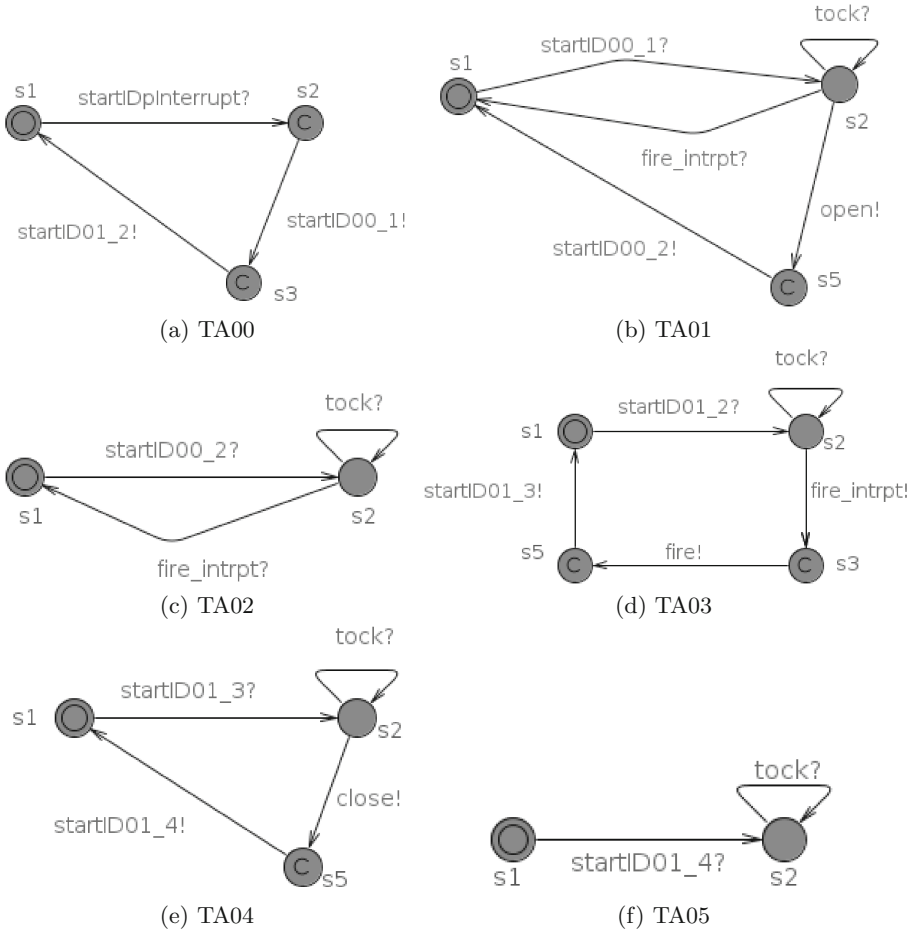 s1
startIDpInterrupt?
s2
C
startID01_2!
startID00_1!
C
s3
(a) TA00
tock?
startID00_1?
s1
s2
fire_intrpt?
open!
startID00_2!
C
s5
(b) TA01
tock?
startID00_2?
s1
s2
fire_intrpt?
(c) TA02
tock?
startID01_2?
s1
s2
startID01_3!
fire_intrpt!
s5
C
fire!
C
s3
(d) TA03
tock?
startID01_3?
s1
s2
close!
startID01_4!
C
s5
(e) TA04
tock?
startID01_4?
s1
s2
(f) TA05